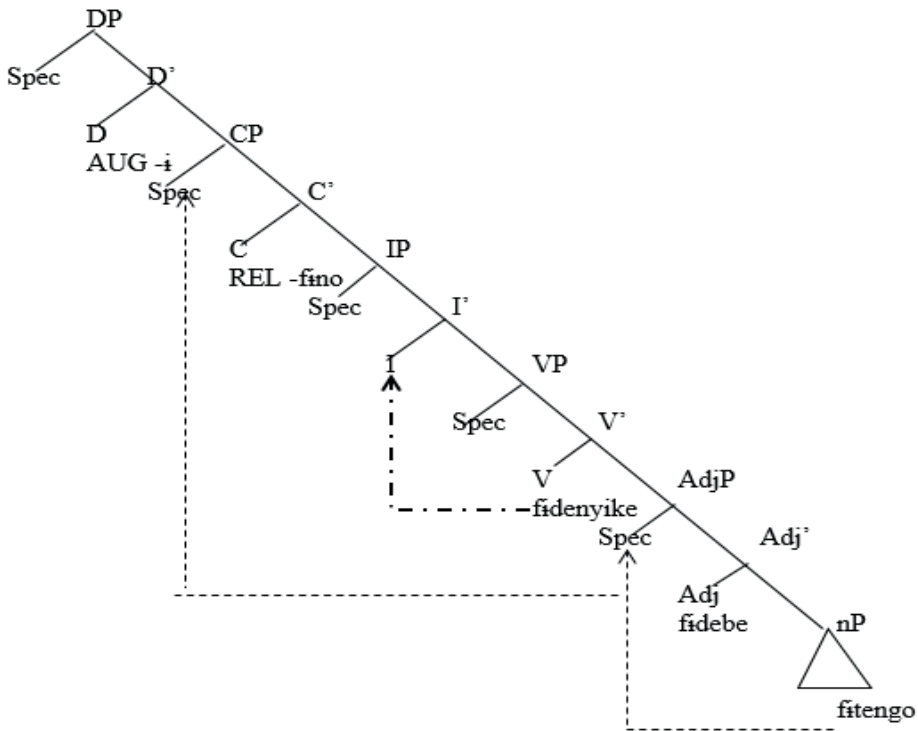 DP
Spec
D’
D
AUG -ɨ
CP
Spec
C’
C
REL -fɨno
IP
Spec
I’
I
VP
Spec
V’
V
fɨdenyike
AdjP
Spec
Adj’
Adj
fɨdebe
nP
fɨtengo